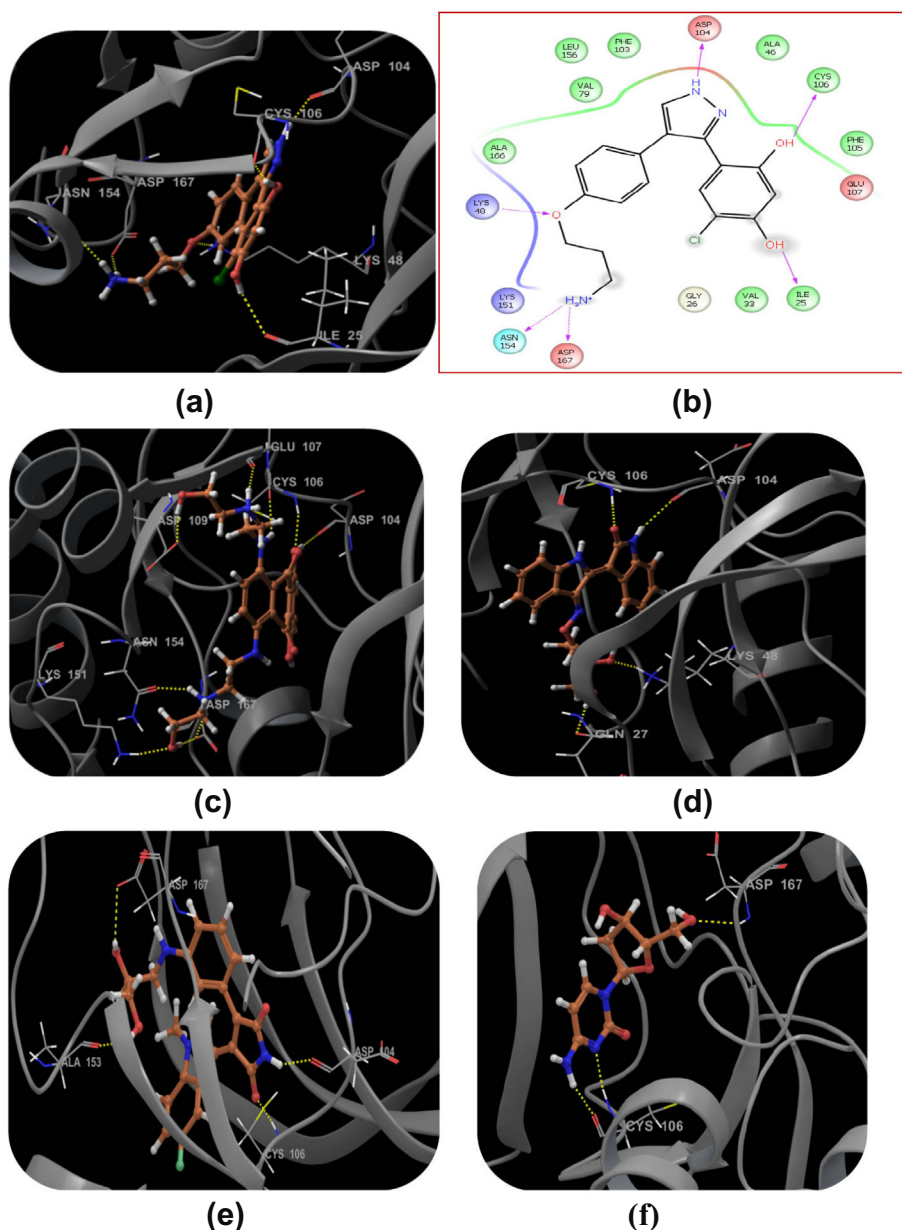 ASP 104
CYS 106
ASN 154
ASP 167
LYS 48
ILE 25
(a)
ASP 104
LEU 156
PHE 103
ALA 46
CYS 106
VAL 79
HN
N
ALA 166
OH
PHE 105
GLU 107
LYS 48
O
Cl
OH
LYS 151
H3N+
GLY 26
VAL 33
ILE 25
ASN 154
ASP 167
(b)
GLU 107
CYS 106
ASP 109
ASP 104
ASN 154
LYS 151
ASP 167
(c)
CYS 106
ASP 104
LYS 48
GLN 27
(d)
ASP 167
ALA 153
ASP 104
CYS 106
(e)
ASP 167
CYS 106
(f)